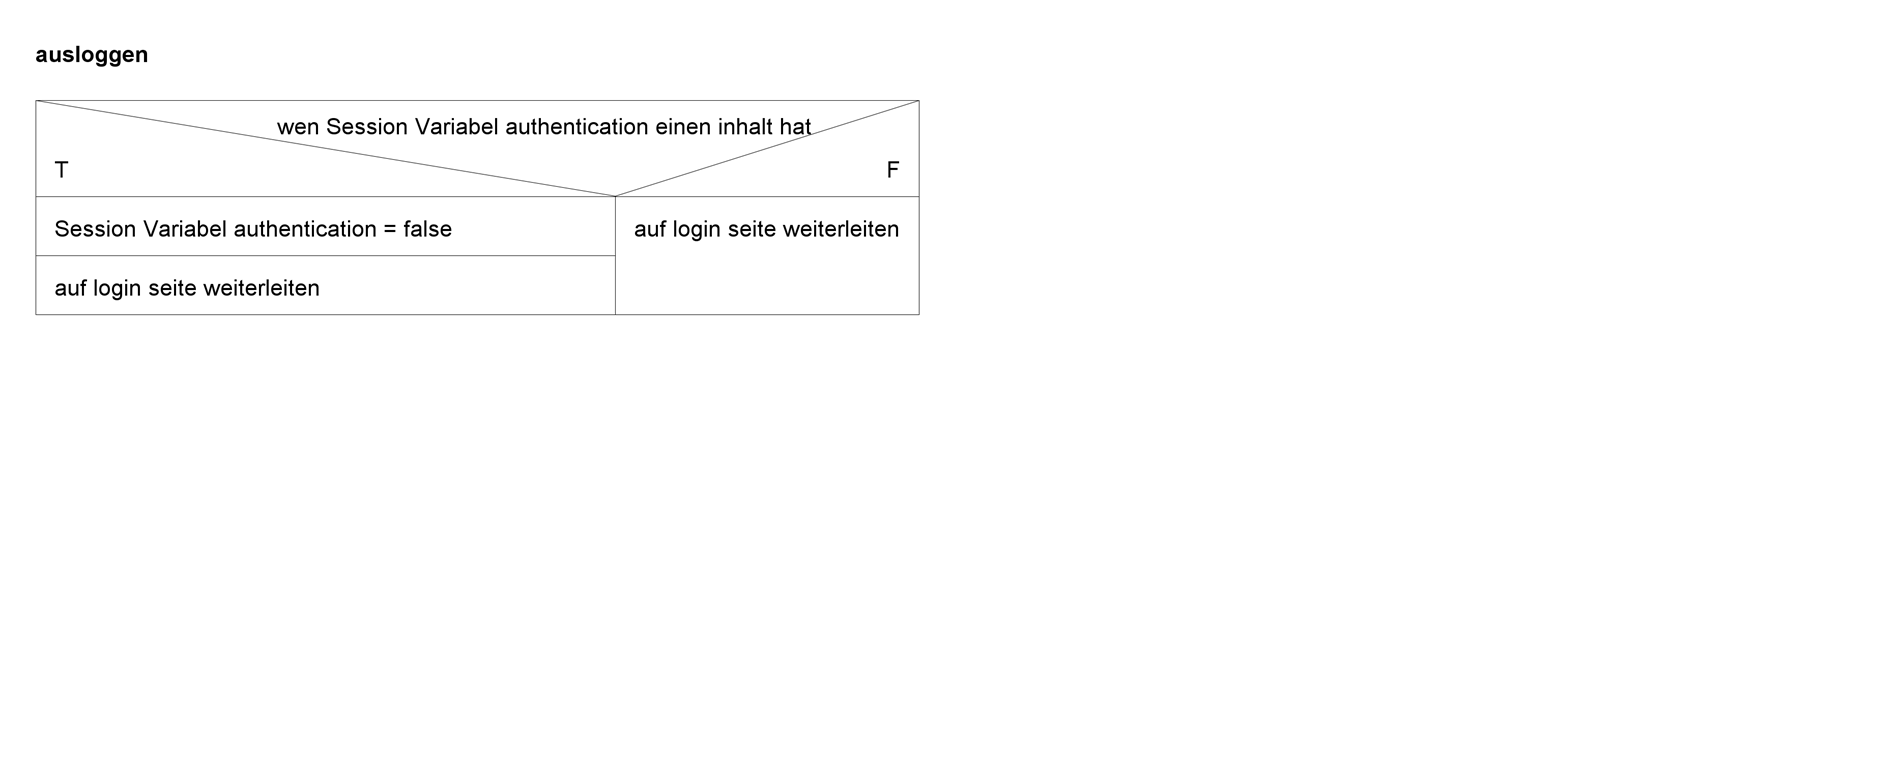 ausloggen
wen Session Variabel authentication einen inhalt hat
T
F
Session Variabel authentication = false
auf login seite weiterleiten
auf login seite weiterleiten